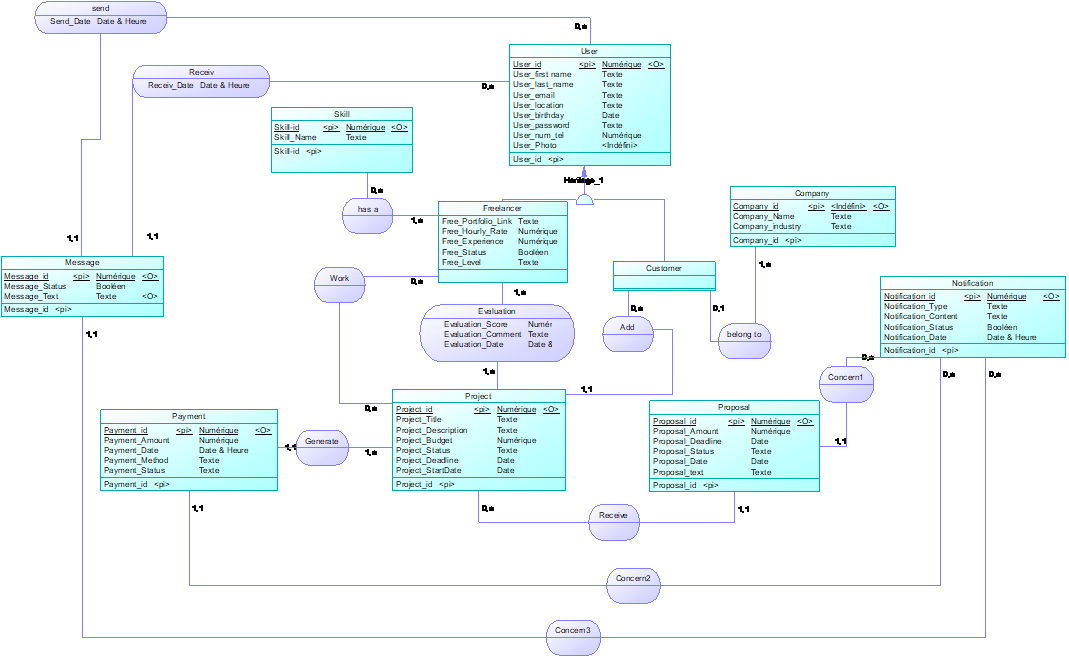 send
Send_Date Date & Heure
0,n
User
User_id <pi> Numérique <O>
User_first name Texte
User_last_name Texte
User_email Texte
User_location Texte
User_birthday Date
User_password Texte
User_num_tel Numérique
User_Photo <Indéfini>
User_id <pi>
Receiv
Receiv_Date Date & Heure
0,n
Skill
Skill-id <pi> Numérique <O>
Skill_Name Texte
Skill-id <pi>
Heritage_1
0,n
has a
1,n
Freelancer
Free_Portfolio_Link Texte
Free_Hourly_Rate Numérique
Free_Experience Numérique
Free_Status Booléen
Free_Level Texte
Company
Company_id <pi> <Indéfini> <O>
Company_Name Texte
Company_industry Texte
Company_id <pi>
1,1
1,1
Message
Message_id <pi> Numérique <O>
Message_Status Booléen
Message_Text Texte <O>
Message_id <pi>
1,1
Work
0,n
1,n
Customer
1,n
0,n
0,1
Add
belong to
Notification
Notification_id <pi> Numérique <O>
Notification_Type Texte
Notification_Content Texte
Notification_Status Booléen
Notification_Date Date & Heure
Notification_id <pi>
Evaluation
Evaluation_Score Numér
Evaluation_Comment Texte
Evaluation_Date Date &
0,n
0,n
0,n
Concern1
1,n
1,1
0,n
Project
Project_id <pi> Numérique <O>
Project_Title Texte
Project_Description Texte
Project_Budget Numérique
Project_Status Texte
Project_Deadline Date
Project_StartDate Date
Project_id <pi>
Payment
Payment_id <pi> Numérique <O>
Payment_Amount Numérique
Payment_Date Date & Heure
Payment_Method Texte
Payment_Status Texte
Payment_id <pi>
1,1
Generate
1,n
Proposal
Proposal_id <pi> Numérique <O>
Proposal_Amount Numérique
Proposal_Deadline Date
Proposal_Status Texte
Proposal_Date Date
Proposal_text Texte
Proposal_id <pi>
1,1
1,1
0,n
Receive
1,1
Concern2
Concern3